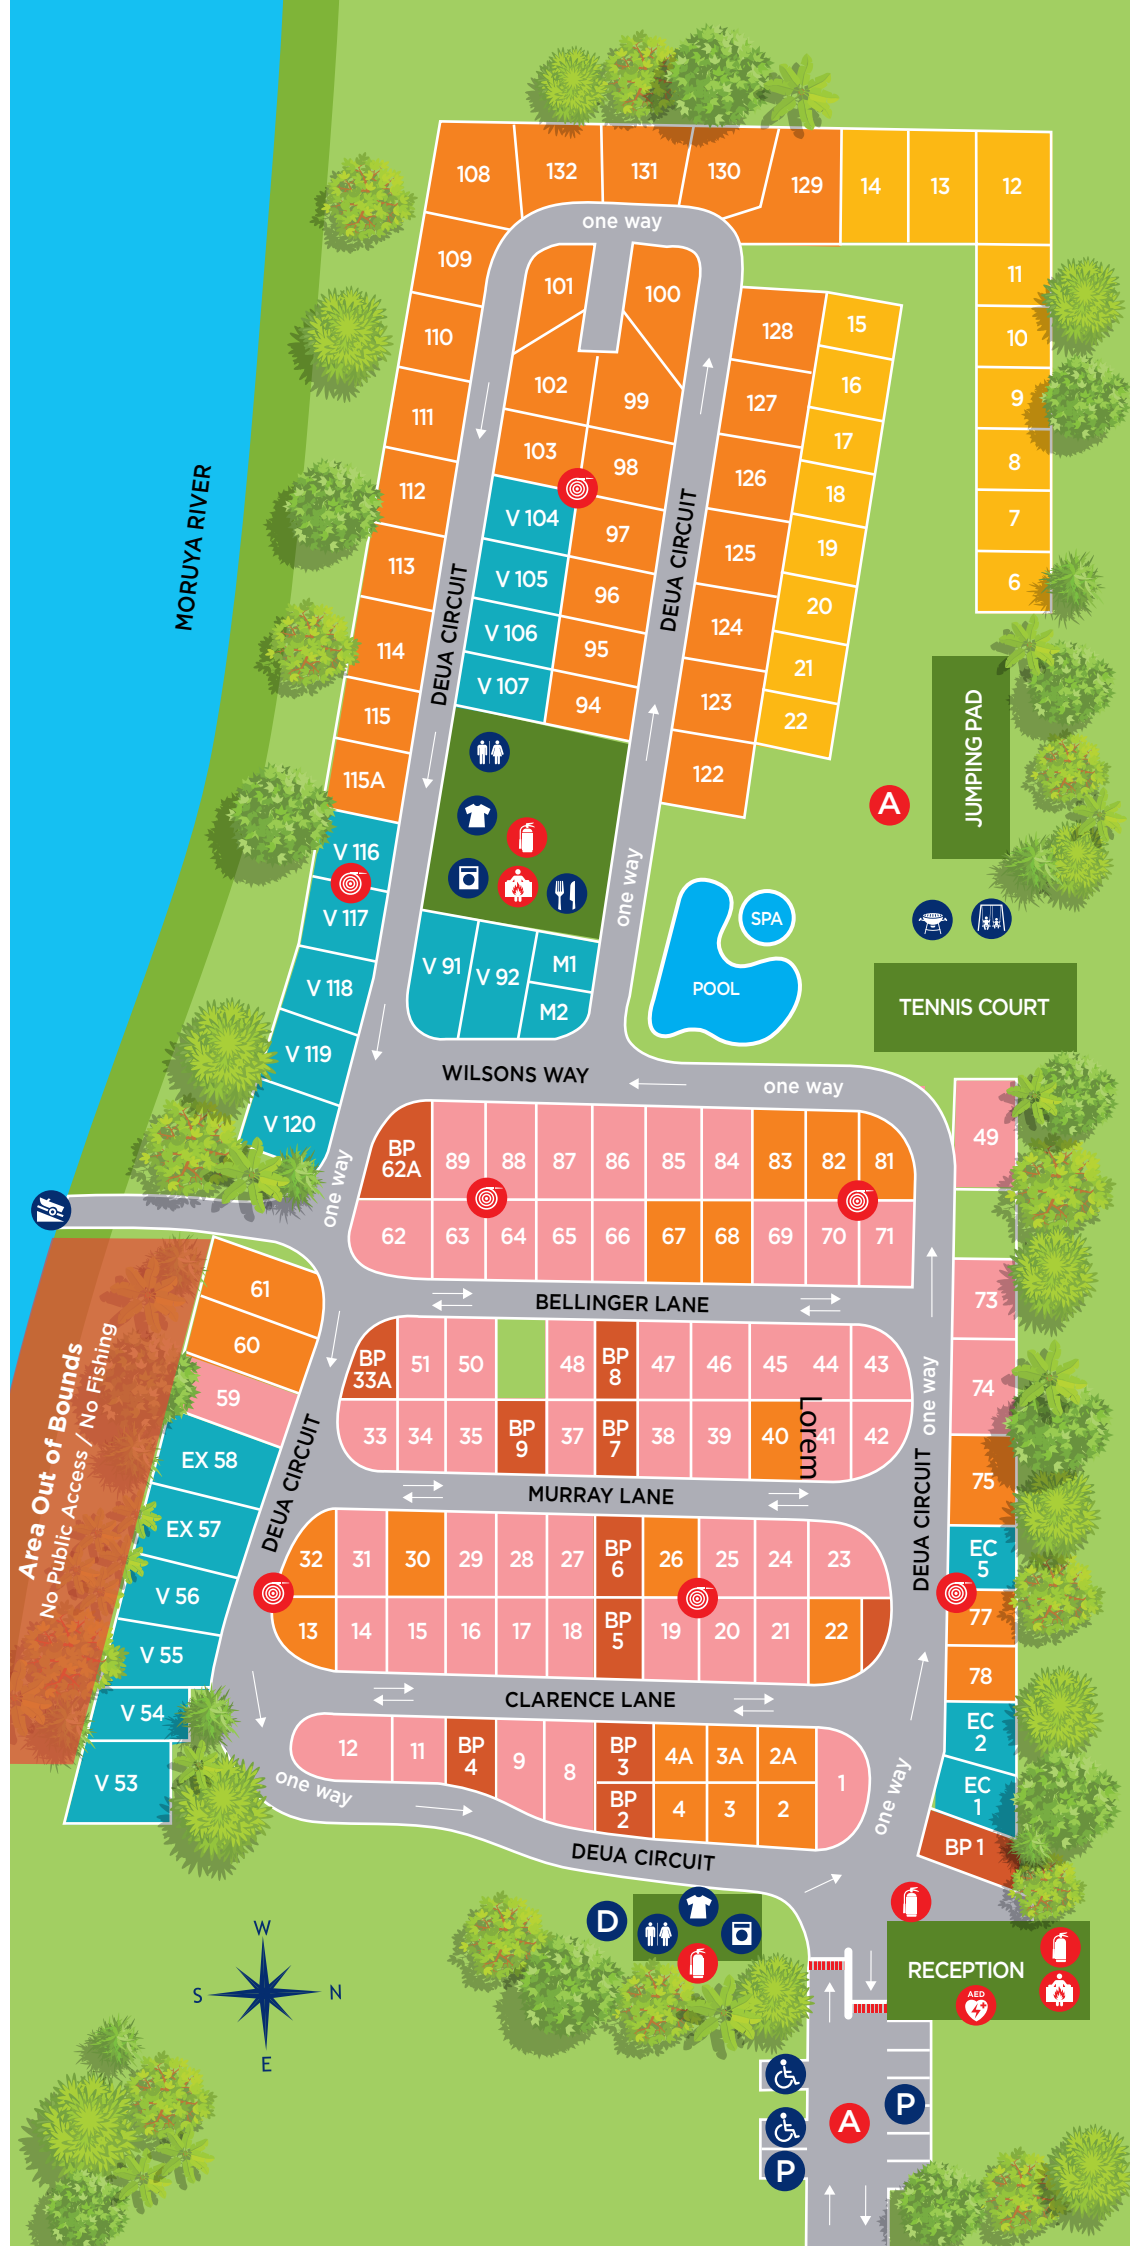 108
132
131
130
129
14
13
12
one way
109
101
100
11
110
128
15
10
102
99
16
9
111
127
17
103
98
8
112
126
18
V 104
97
7
MORUYA RIVER
DEUA CIRCUIT
DEUA CIRCUIT
113
V 105
96
125
19
6
114
V 106
95
124
20
115
V 107
94
123
21
22
115A
122
JUMPING PAD
A
V 116
V 117
one way
SPA
POOL
TENNIS COURT
V 91
V 92
M1
M2
V 118
V 119
V 120
WILSONS WAY
one way
49
one way
BP
62A
89
88
87
86
85
84
83
82
81
62
63
64
65
66
67
68
69
70
71
61
60
59
BELLINGER LANE
73
74
BP
33A
51
50
48
BP
8
47
46
45
44
43
33
34
35
BP
9
37
BP
7
38
39
40
41
42
Lorem
one way
DEUA CIRCUIT
DEUA CIRCUIT
Area Out of Bounds
No Public Access / No Fishing
EX 58
EX 57
V 56
V 55
V 54
V 53
MURRAY LANE
75
EC
5
77
78
EC
2
EC
1
BP 1
32
31
30
29
28
27
BP
6
26
25
24
23
13
14
15
16
17
18
BP
5
19
20
21
22
CLARENCE LANE
12
11
BP
4
9
8
BP
3
4A
3A
2A
1
BP
2
4
3
2
one way
one way
DEUA CIRCUIT
D
RECEPTION
AED
W
S
N
E
P
A
P